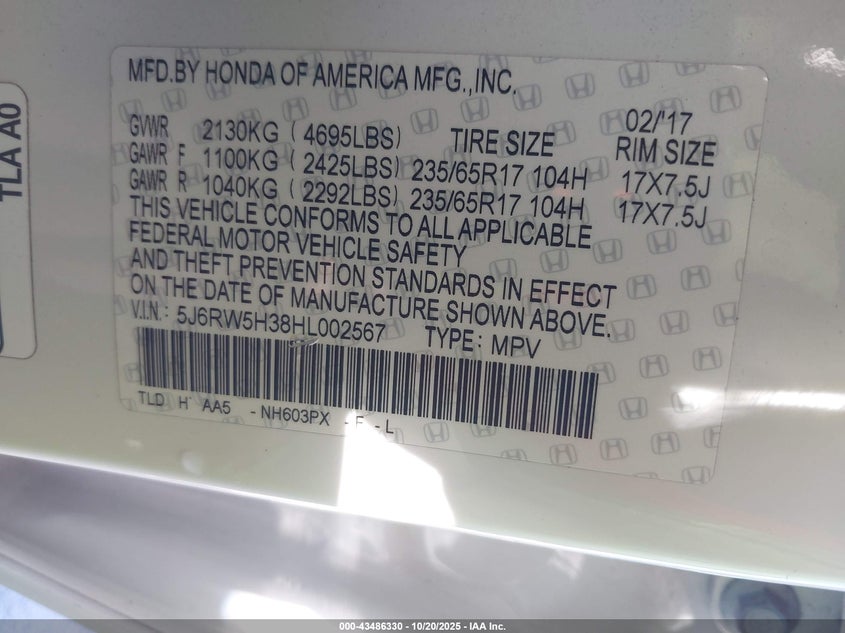 TLA A0
MFD.BY HONDA OF AMERICA MFG.,INC.
02/'17
GVWR 2130KG ( 4695LBS) TIRE SIZE RIM SIZE
GAWR F 1100KG ( 2425LBS) 235/65R17 104H 17X7.5J
GAWR R 1040KG ( 2292LBS) 235/65R17 104H 17X7.5J
THIS VEHICLE CONFORMS TO ALL APPLICABLE
FEDERAL MOTOR VEHICLE SAFETY
AND THEFT PREVENTION STANDARDS IN EFFECT
ON THE DATE OF MANUFACTURE SHOWN ABOVE.
V.I.N.: 5J6RW5H38HL002567 TYPE: MPV
TLD H AA5 - NH603PX - F - L
000-43486330 - 10/20/2025 - IAA Inc.